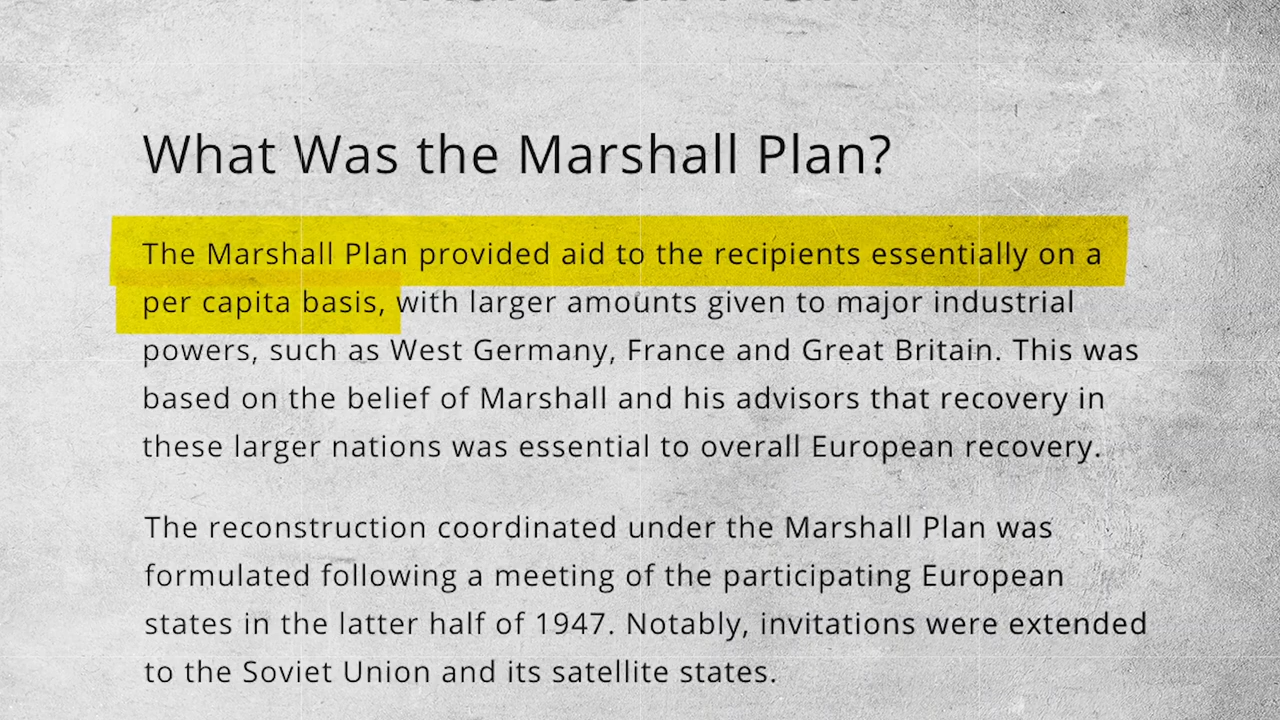 What Was the Marshall Plan?
The Marshall Plan provided aid to the recipients essentially on a
per capita basis, with larger amounts given to major industrial
powers, such as West Germany, France and Great Britain. This was
based on the belief of Marshall and his advisors that recovery in
these larger nations was essential to overall European recovery.
The reconstruction coordinated under the Marshall Plan was
formulated following a meeting of the participating European
states in the latter half of 1947. Notably, invitations were extended
to the Soviet Union and its satellite states.